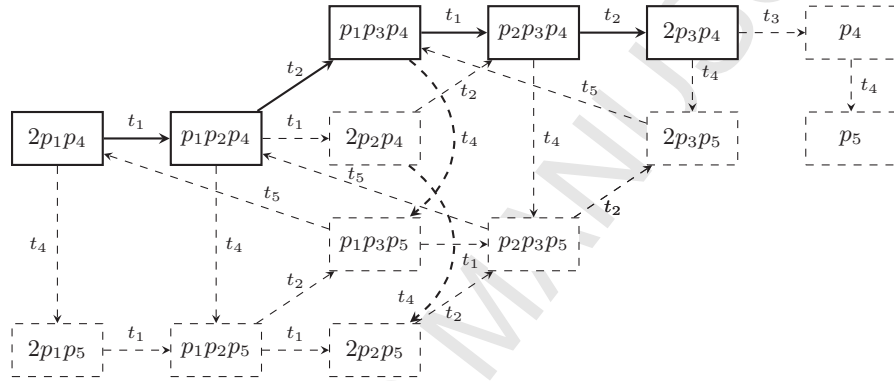 p₁p₃p₄ t₁ p₂p₃p₄ t₂ 2p₃p₄ t₃ p₄
t₂ t₂ t₅ t₄ t₄
2p₁p₄ t₁ p₁p₂p₄ t₁ 2p₂p₄ t₄ t₄ 2p₃p₅ p₅
t₅ t₅ t₂
t₄ t₄ p₁p₃p₅ t₁ p₂p₃p₅
t₂ t₄ t₂
2p₁p₅ t₁ p₁p₂p₅ t₁ 2p₂p₅
MANUS